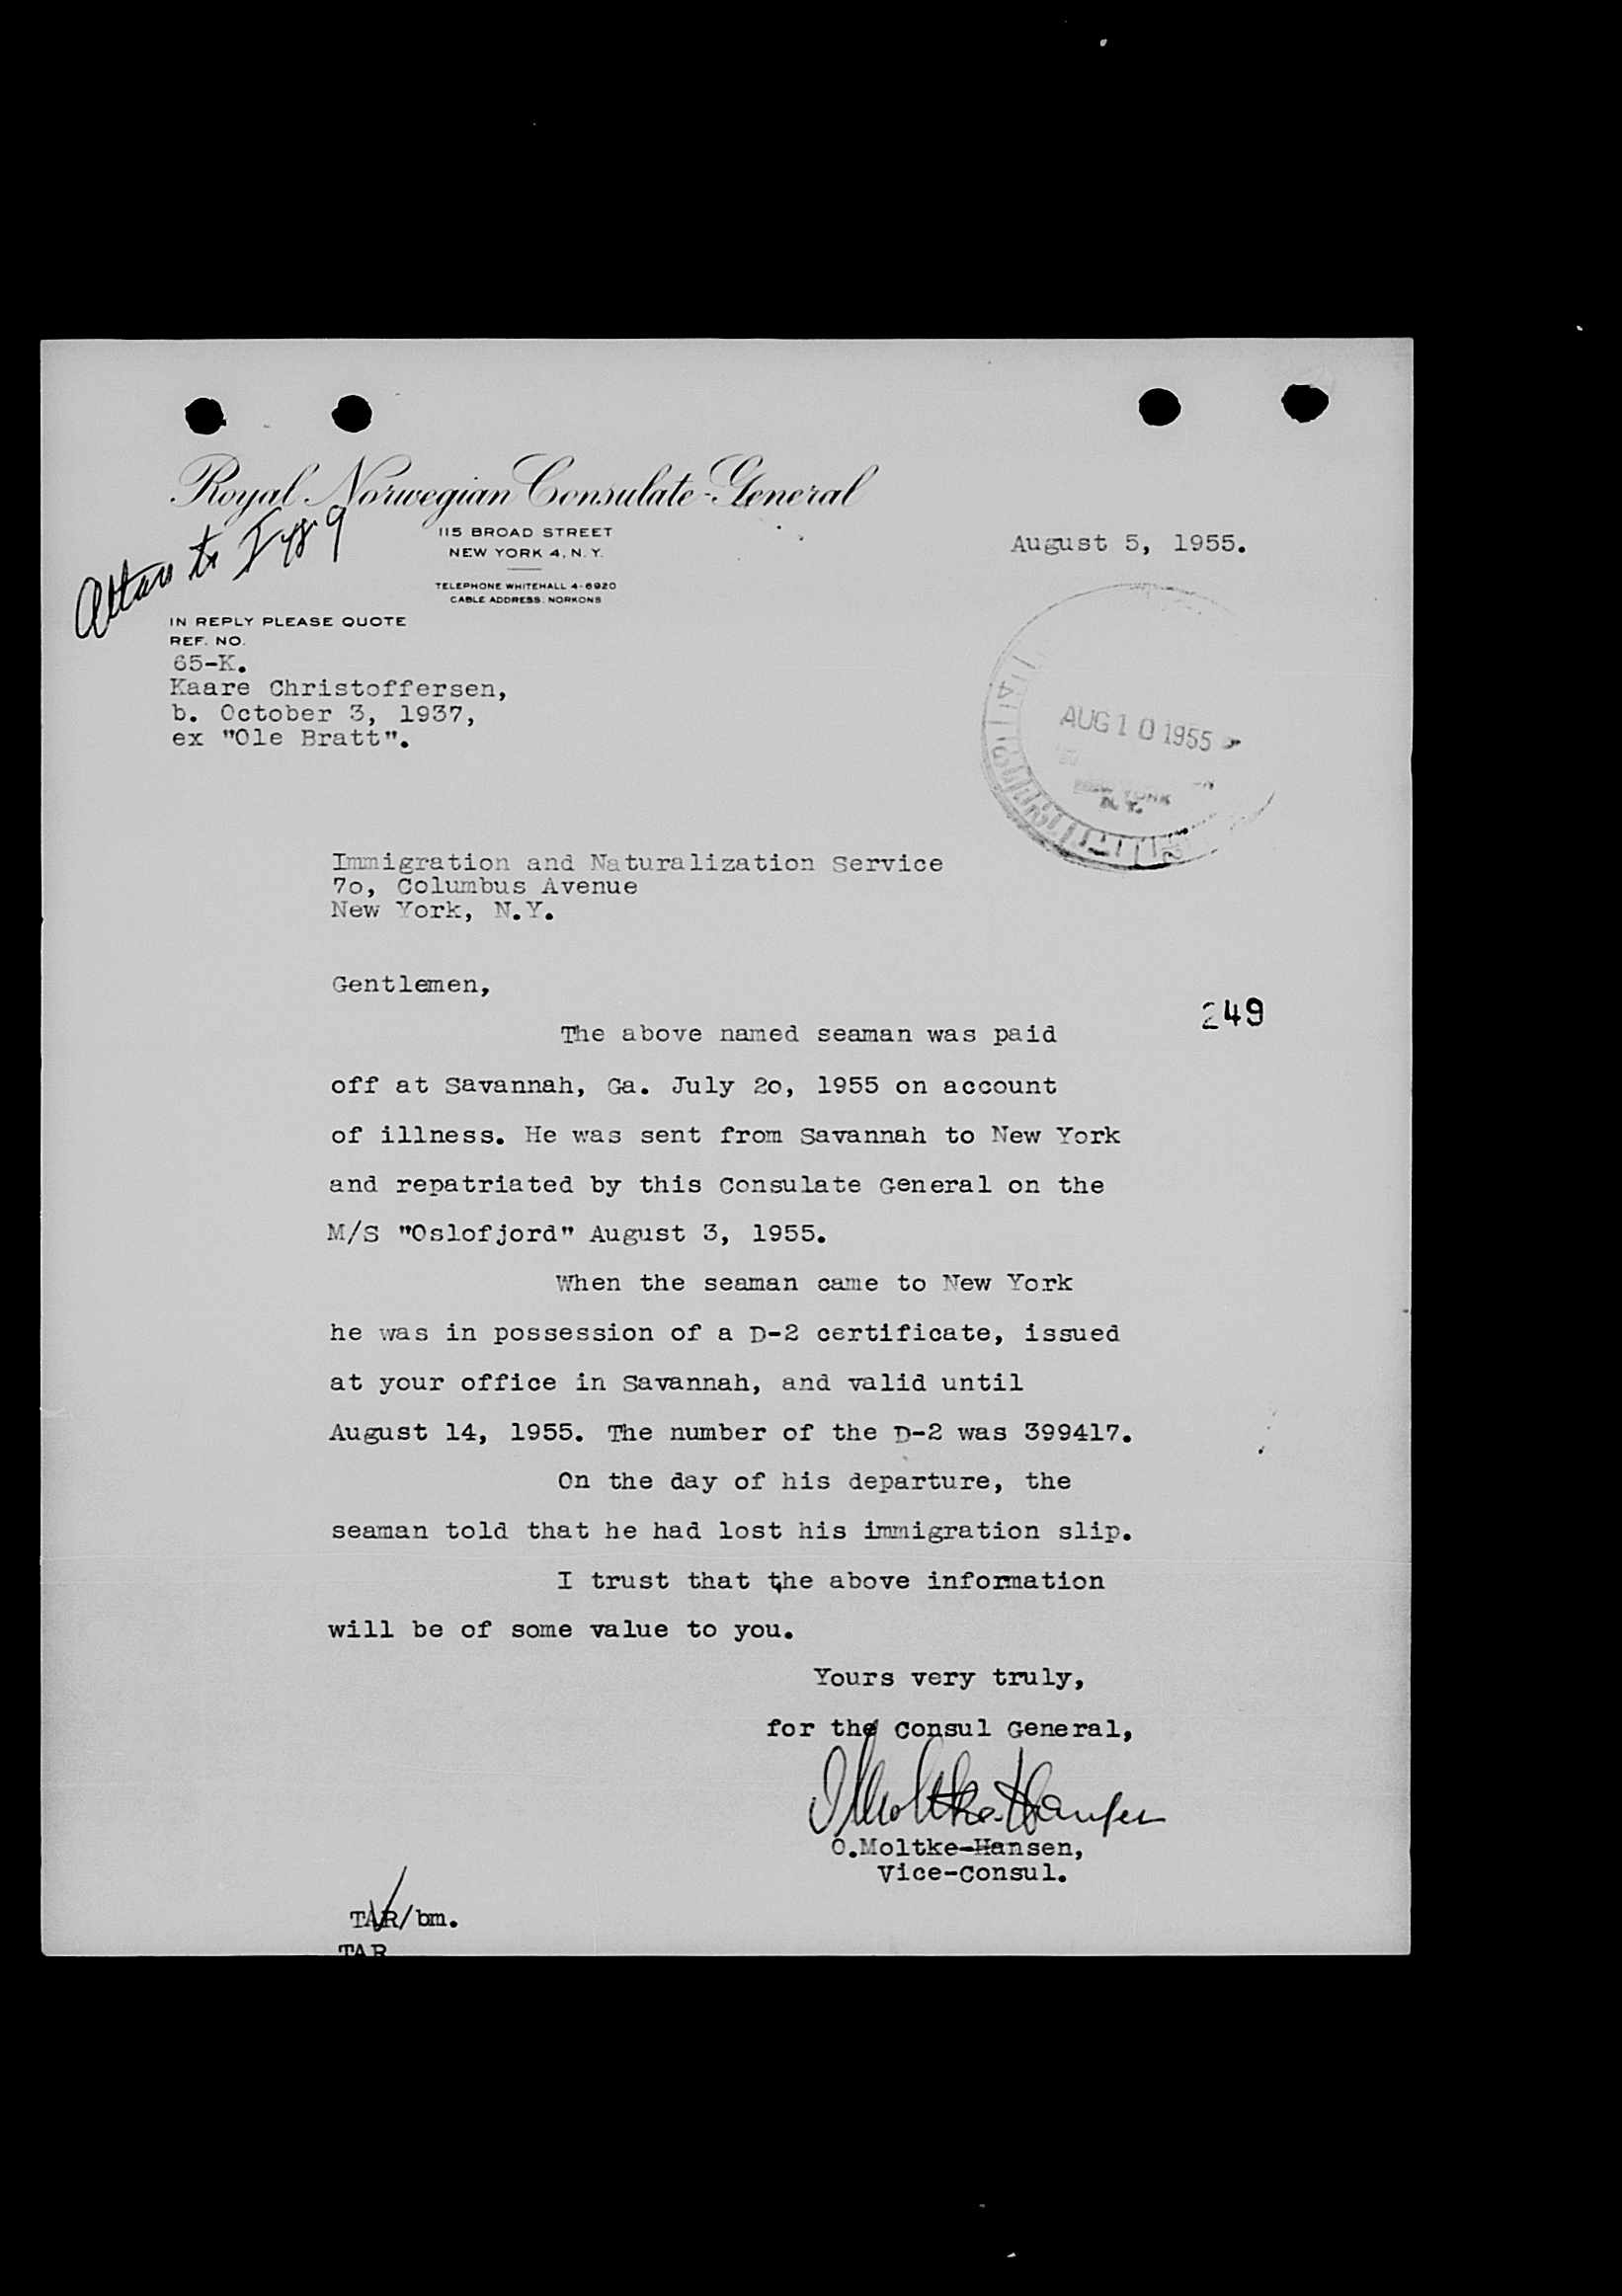 Royal Norwegian Consulate-General
115 BROAD STREET
NEW YORK 4, N.Y.
TELEPHONE WHITEHALL 4-6920
CABLE ADDRESS: NORKONS
August 5, 1955.
to I 489
IN REPLY PLEASE QUOTE
REF. NO.
65-K.
Kaare Christoffersen,
b. October 3, 1937,
ex "Ole Bratt".
AUG 10 1955
NEW YORK
N.Y.
Immigration and Naturalization Service
7o, Columbus Avenue
New York, N.Y.
Gentlemen,
249
The above named seaman was paid
off at Savannah, Ga. July 2o, 1955 on account
of illness. He was sent from Savannah to New York
and repatriated by this Consulate General on the
M/S "Oslofjord" August 3, 1955.
When the seaman came to New York
he was in possession of a D-2 certificate, issued
at your office in Savannah, and valid until
August 14, 1955. The number of the D-2 was 399417.
On the day of his departure, the
seaman told that he had lost his immigration slip.
I trust that the above information
will be of some value to you.
Yours very truly,
for the Consul General,
O Moltke-Hansen
O.Moltke-Hansen,
Vice-Consul.
TAR/bm.
TAR